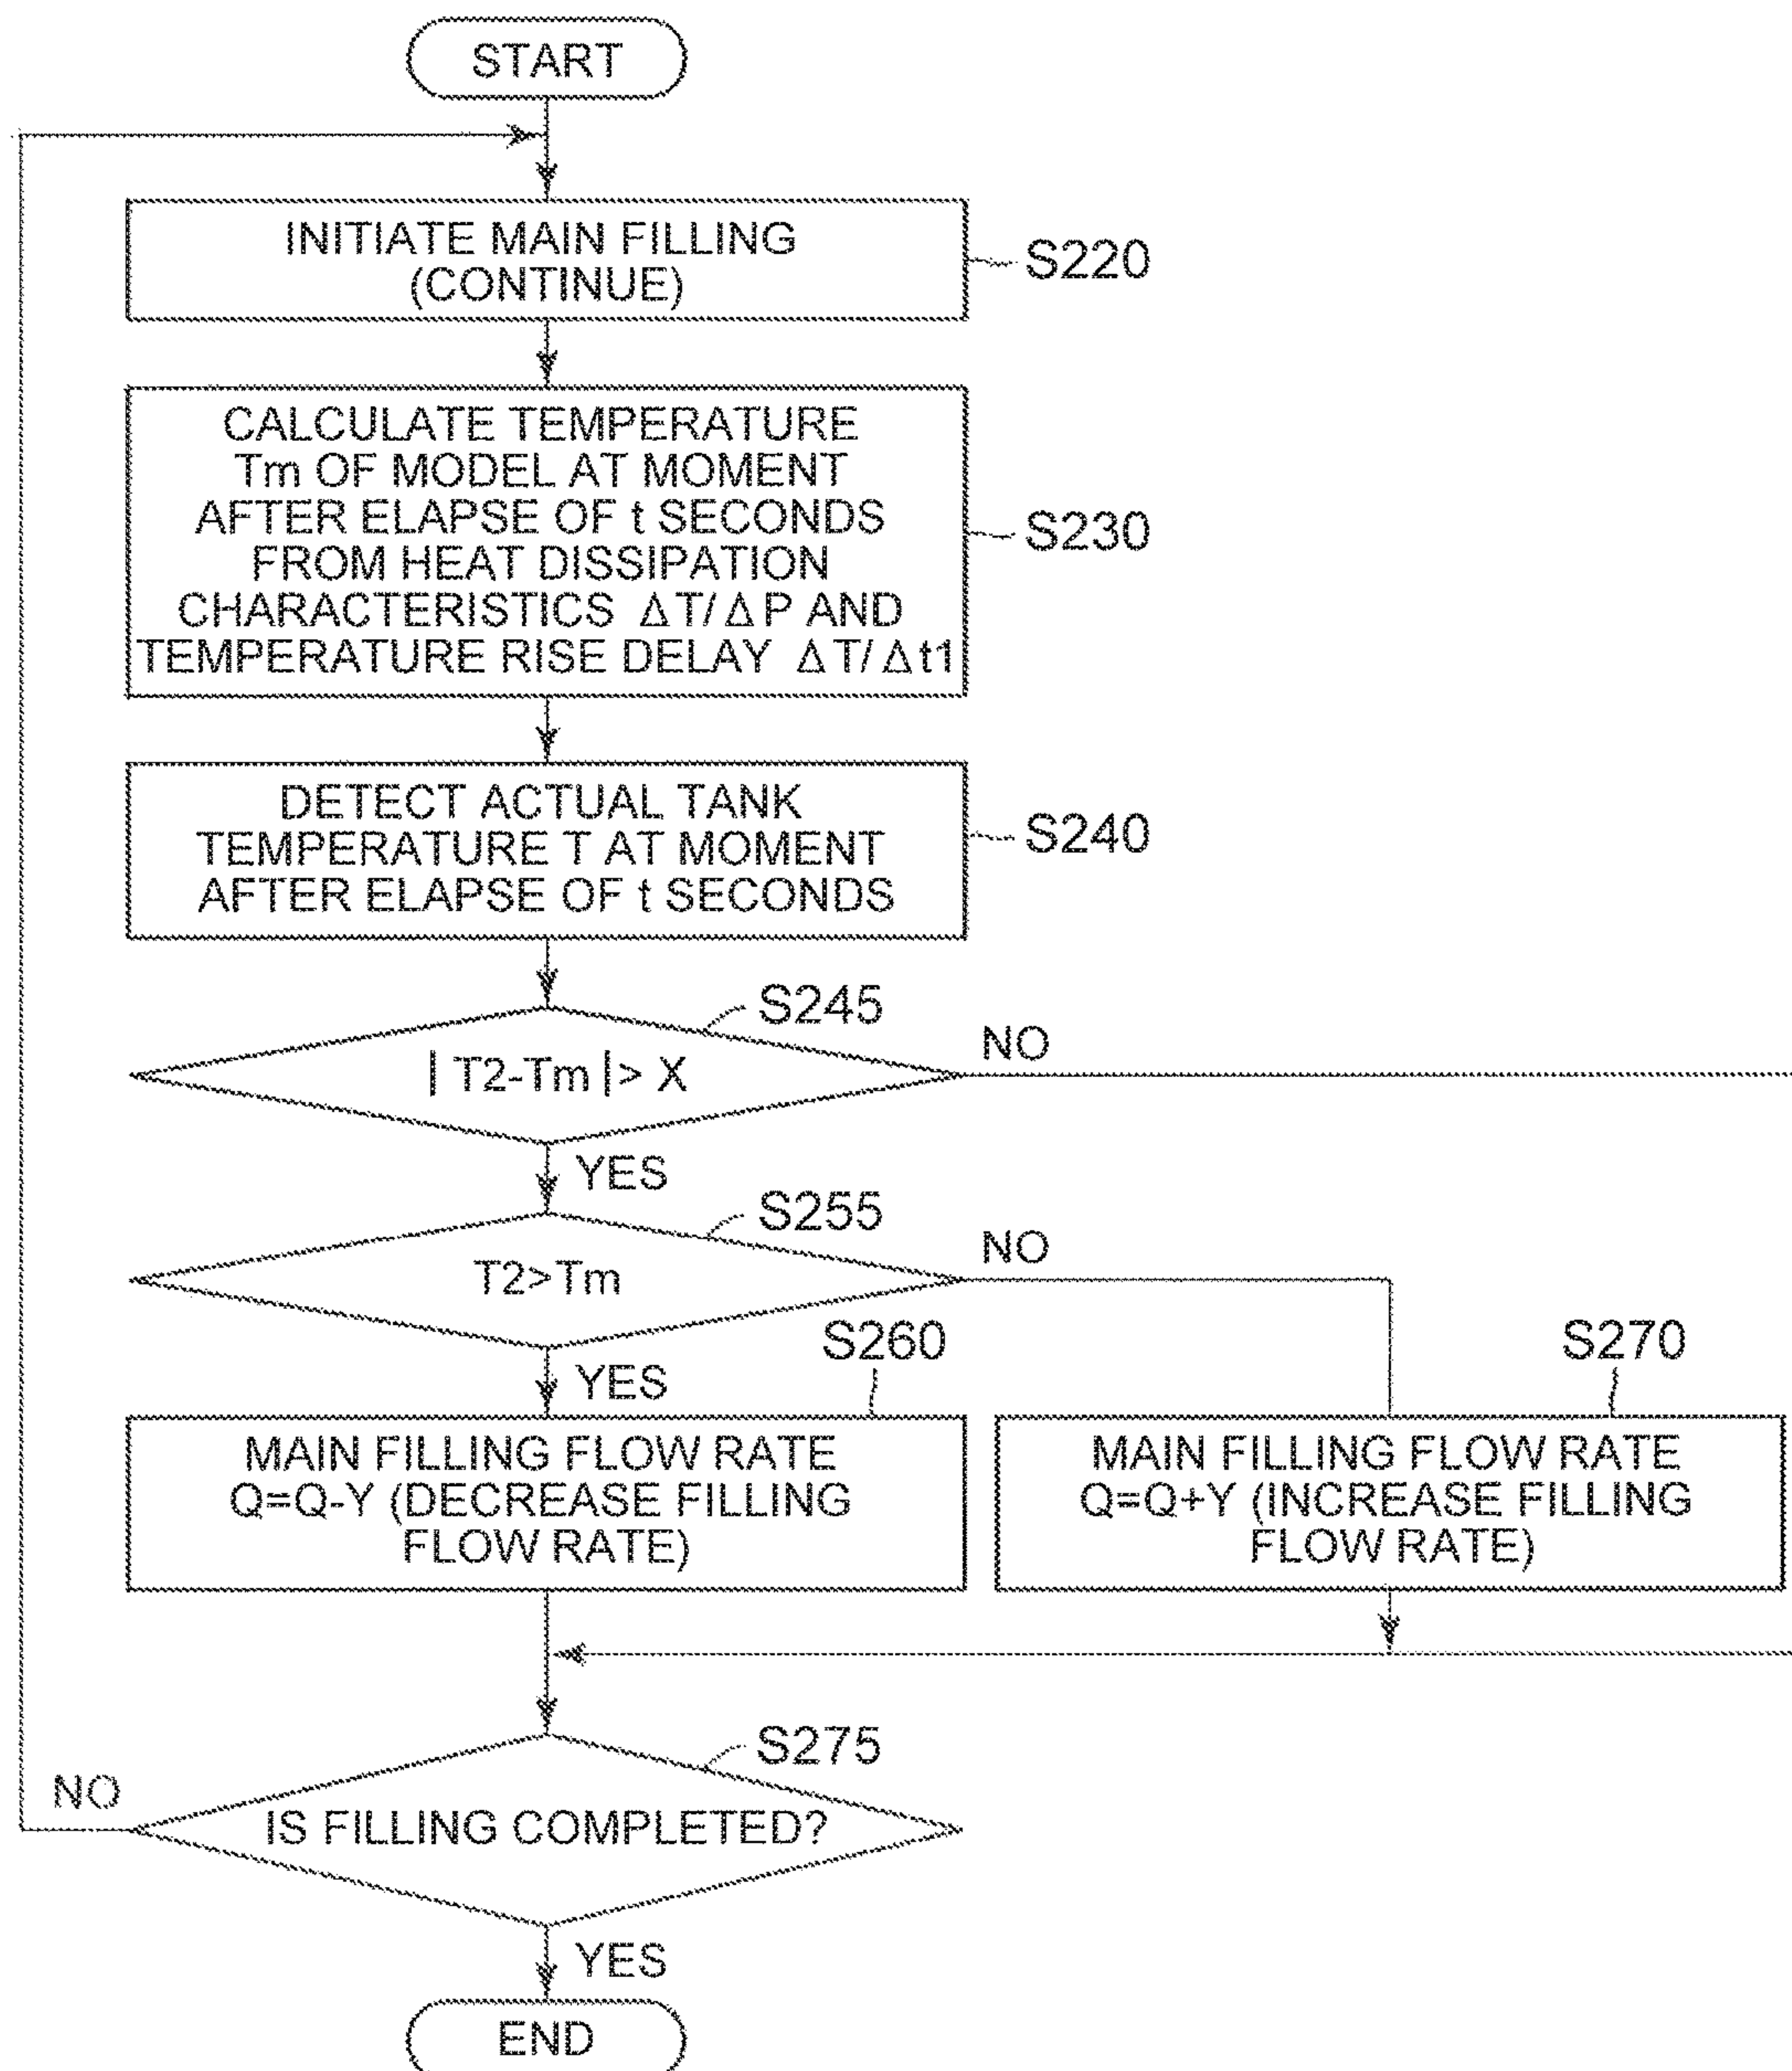 START
INITIATE MAIN FILLING
(CONTINUE)
S220
CALCULATE TEMPERATURE
Tm OF MODEL AT MOMENT
AFTER ELAPSE OF t SECONDS
FROM HEAT DISSIPATION
CHARACTERISTICS ΔT/ΔP AND
TEMPERATURE RISE DELAY ΔT/Δt1
S230
DETECT ACTUAL TANK
TEMPERATURE T AT MOMENT
AFTER ELAPSE OF t SECONDS
S240
S245
| T2-Tm |> X
NO
YES
S255
T2>Tm
NO
YES
S260
MAIN FILLING FLOW RATE
Q=Q-Y (DECREASE FILLING
FLOW RATE)
S270
MAIN FILLING FLOW RATE
Q=Q+Y (INCREASE FILLING
FLOW RATE)
S275
IS FILLING COMPLETED?
NO
YES
END